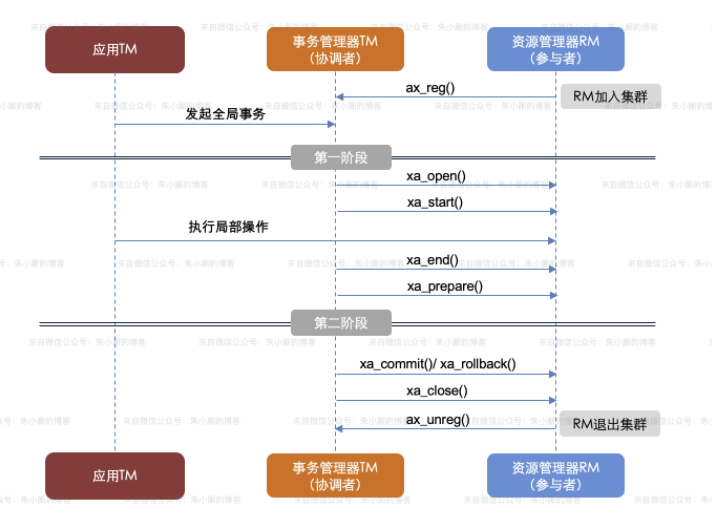 应用TM
事务管理器TM
（协调者）
资源管理器RM
（参与者）
ax_reg()
RM加入集群
发起全局事务
第一阶段
xa_open()
xa_start()
执行局部操作
xa_end()
xa_prepare()
第二阶段
xa_commit()/ xa_rollback()
xa_close()
ax_unreg()
RM退出集群
应用TM
事务管理器TM
（协调者）
资源管理器RM
（参与者）
来自微信公众号：朱小厮的博客